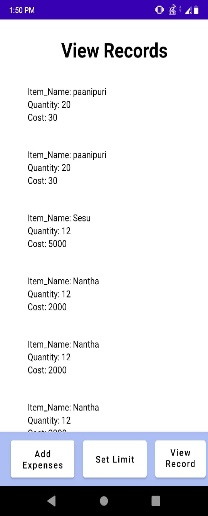 1:50 PM
View Records
Item_Name: paanipuri
Quantity: 20
Cost: 30
Item_Name: paanipuri
Quantity: 20
Cost: 30
Item_Name: Sesu
Quantity: 12
Cost: 5000
Item_Name: Nantha
Quantity: 12
Cost: 2000
Item_Name: Nantha
Quantity: 12
Cost: 2000
Item_Name: Nantha
Quantity: 12
Add
Expenses
Set Limit
View
Record